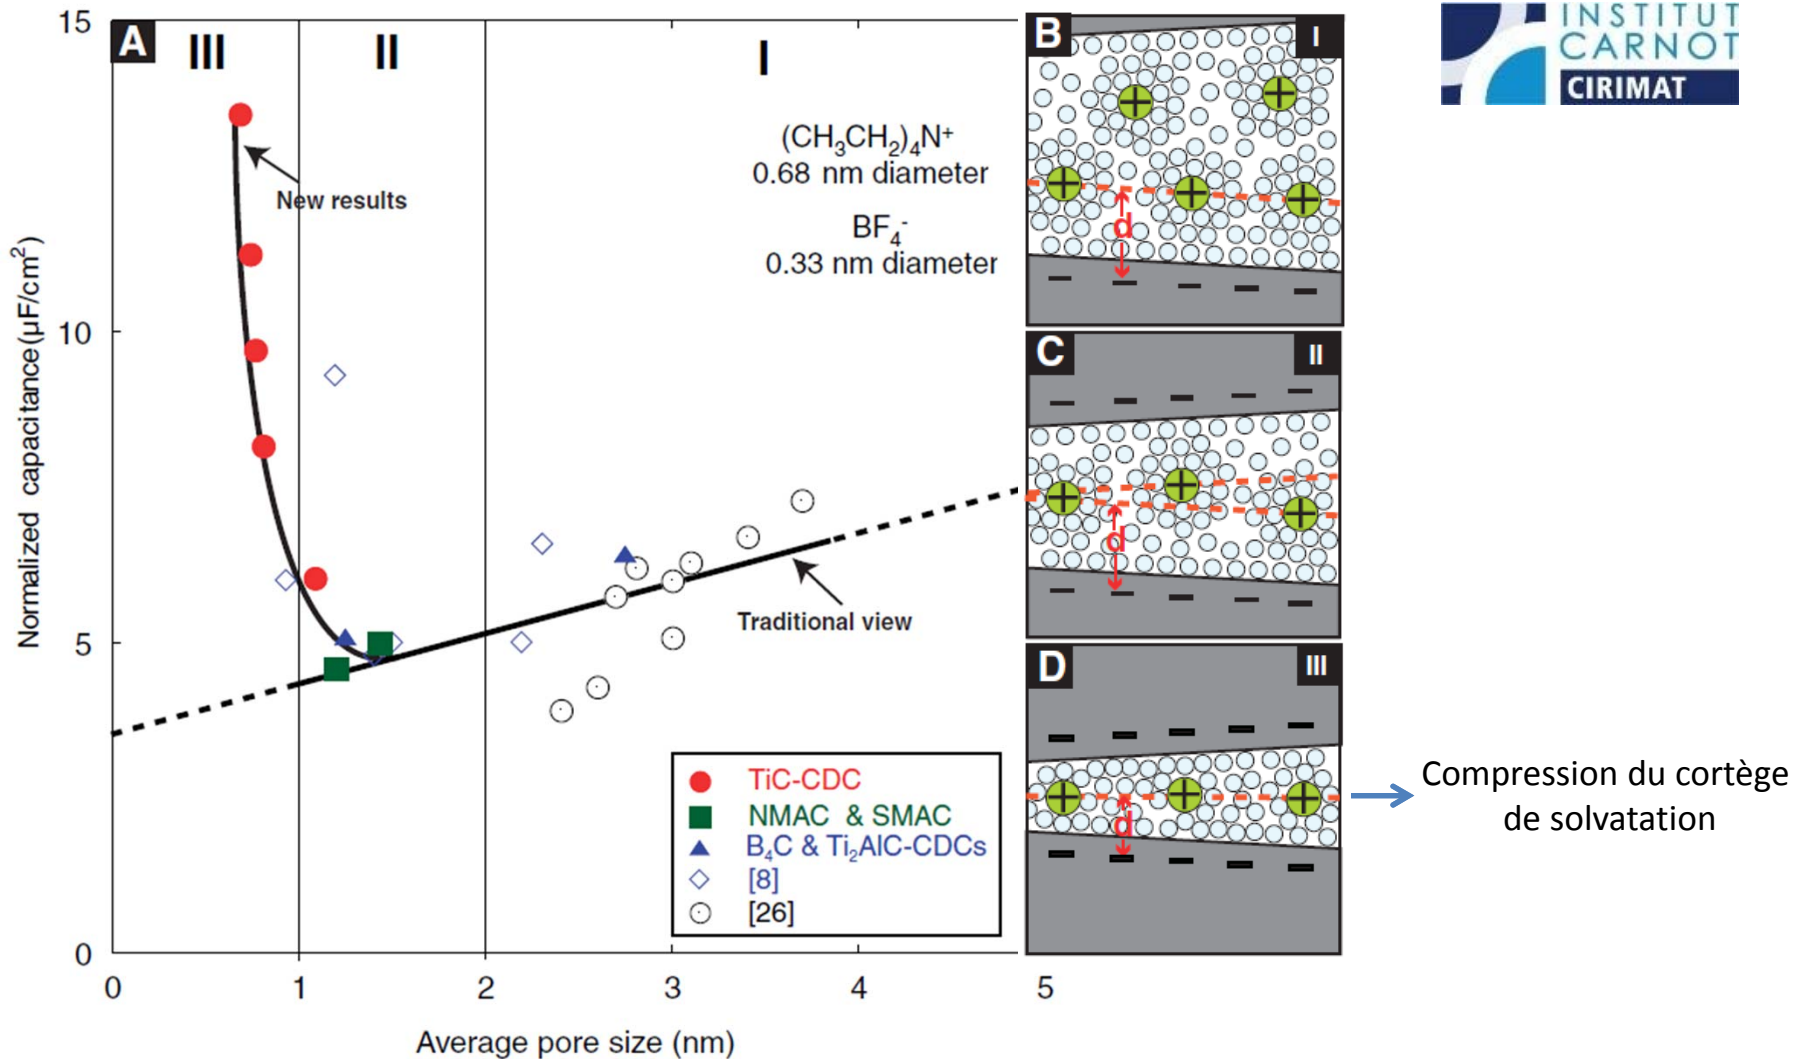 A
III
II
I
15
10
5
0
Normalized capacitance (µF/cm²)
New results
(CH₃CH₂)₄N⁺
0.68 nm diameter
BF₄⁻
0.33 nm diameter
Traditional view
TiC-CDC
NMAC & SMAC
B₄C & Ti₂AlC-CDCs
[8]
[26]
0
1
2
3
4
5
Average pore size (nm)
B
I
d
C
II
d
D
III
d
INSTITUT
CARNOT
CIRIMAT
Compression du cortège
de solvatation